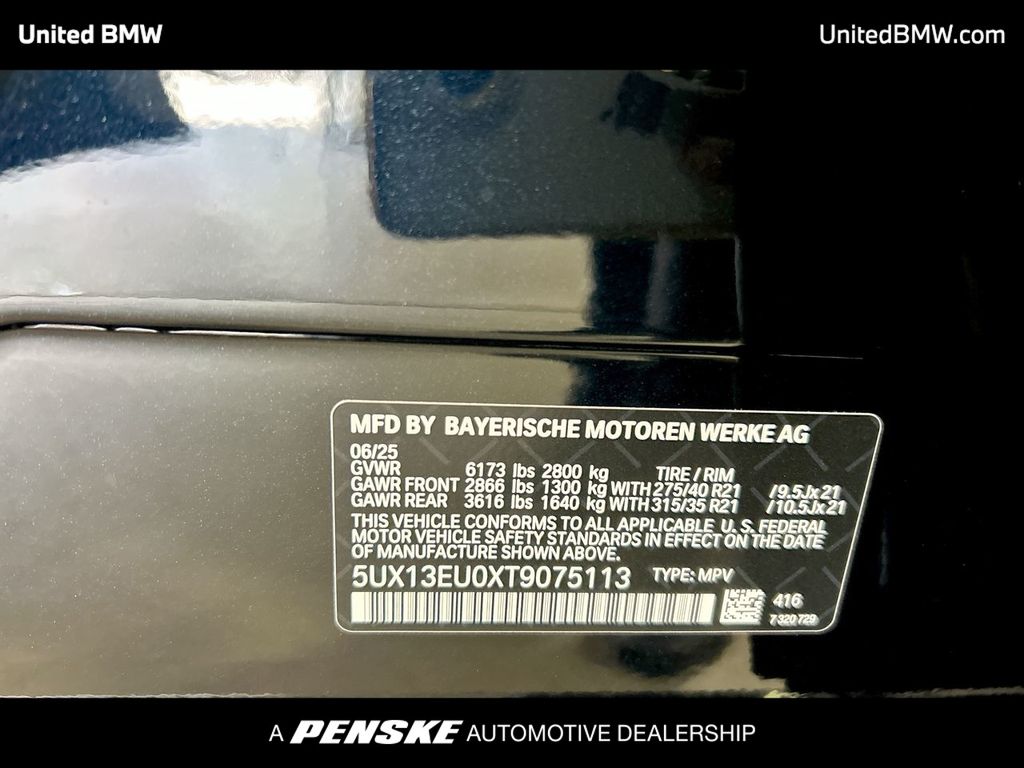 United BMW
UnitedBMW.com
MFD BY BAYERISCHE MOTOREN WERKE AG
06/25
GVWR 6173 lbs 2800 kg TIRE / RIM
GAWR FRONT 2866 lbs 1300 kg WITH 275/40 R21 /9.5Jx21
GAWR REAR 3616 lbs 1640 kg WITH 315/35 R21 /10.5Jx21
THIS VEHICLE CONFORMS TO ALL APPLICABLE U. S. FEDERAL
MOTOR VEHICLE SAFETY STANDARDS IN EFFECT ON THE DATE
OF MANUFACTURE SHOWN ABOVE.
5UX13EU0XT9075113 TYPE: MPV
416
7 320 729
A PENSKE AUTOMOTIVE DEALERSHIP